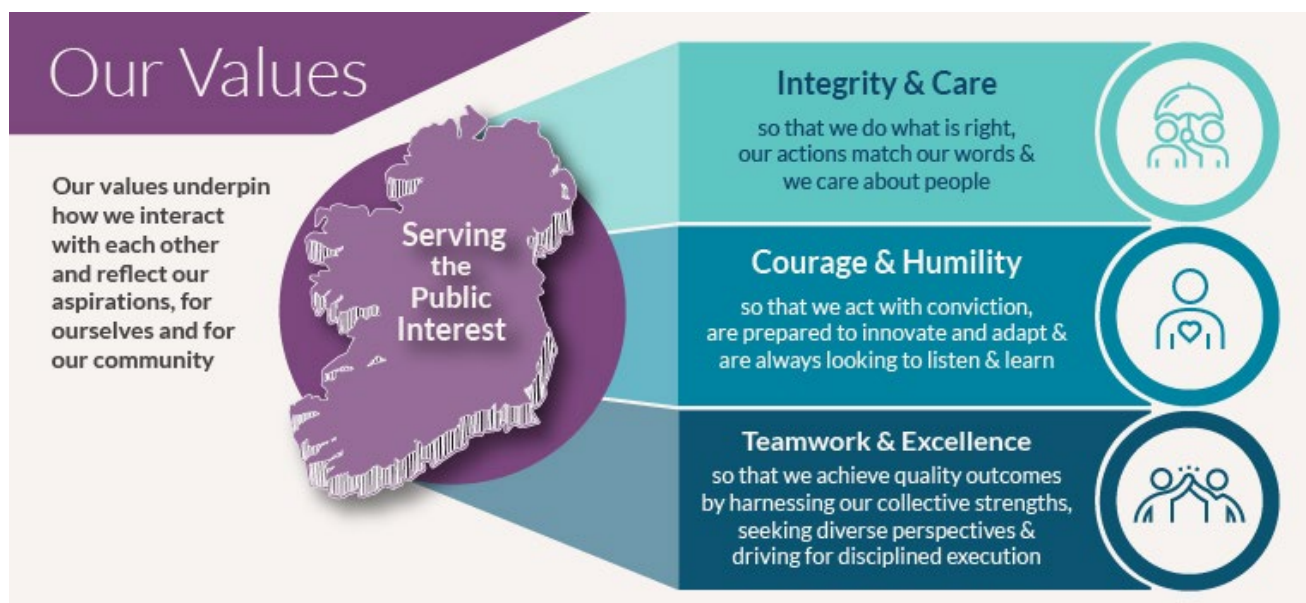 Our Values
Our values underpin
how we interact
with each other
and reflect our
aspirations, for
ourselves and for
our community
Serving
the
Public
Interest
Integrity & Care
so that we do what is right,
our actions match our words &
we care about people
Courage & Humility
so that we act with conviction,
are prepared to innovate and adapt &
are always looking to listen & learn
Teamwork & Excellence
so that we achieve quality outcomes
by harnessing our collective strengths,
seeking diverse perspectives &
driving for disciplined execution